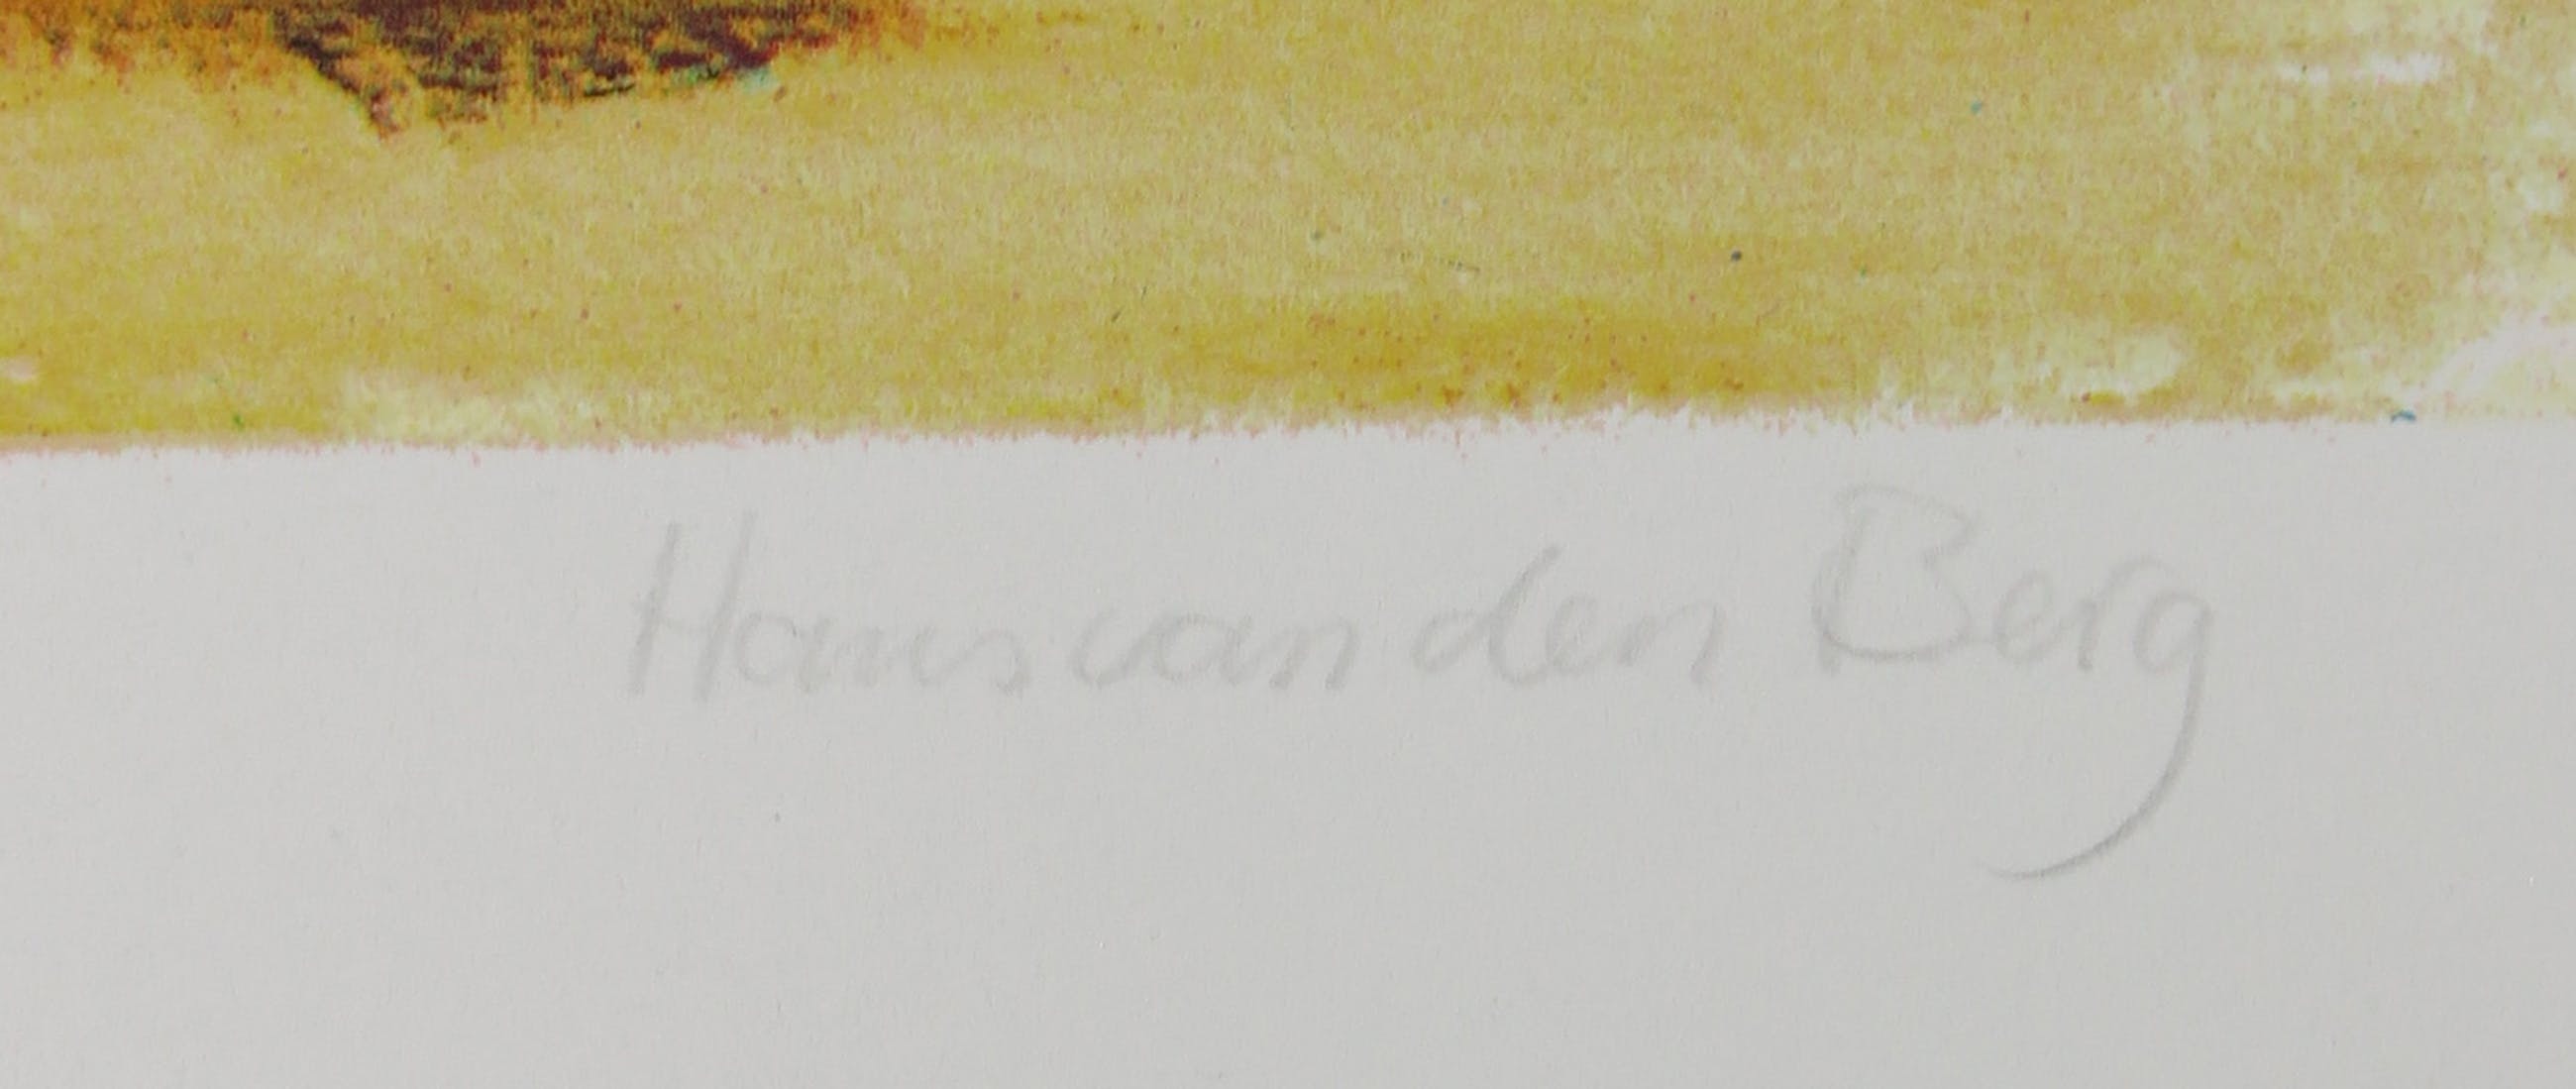 Hans van den Berg